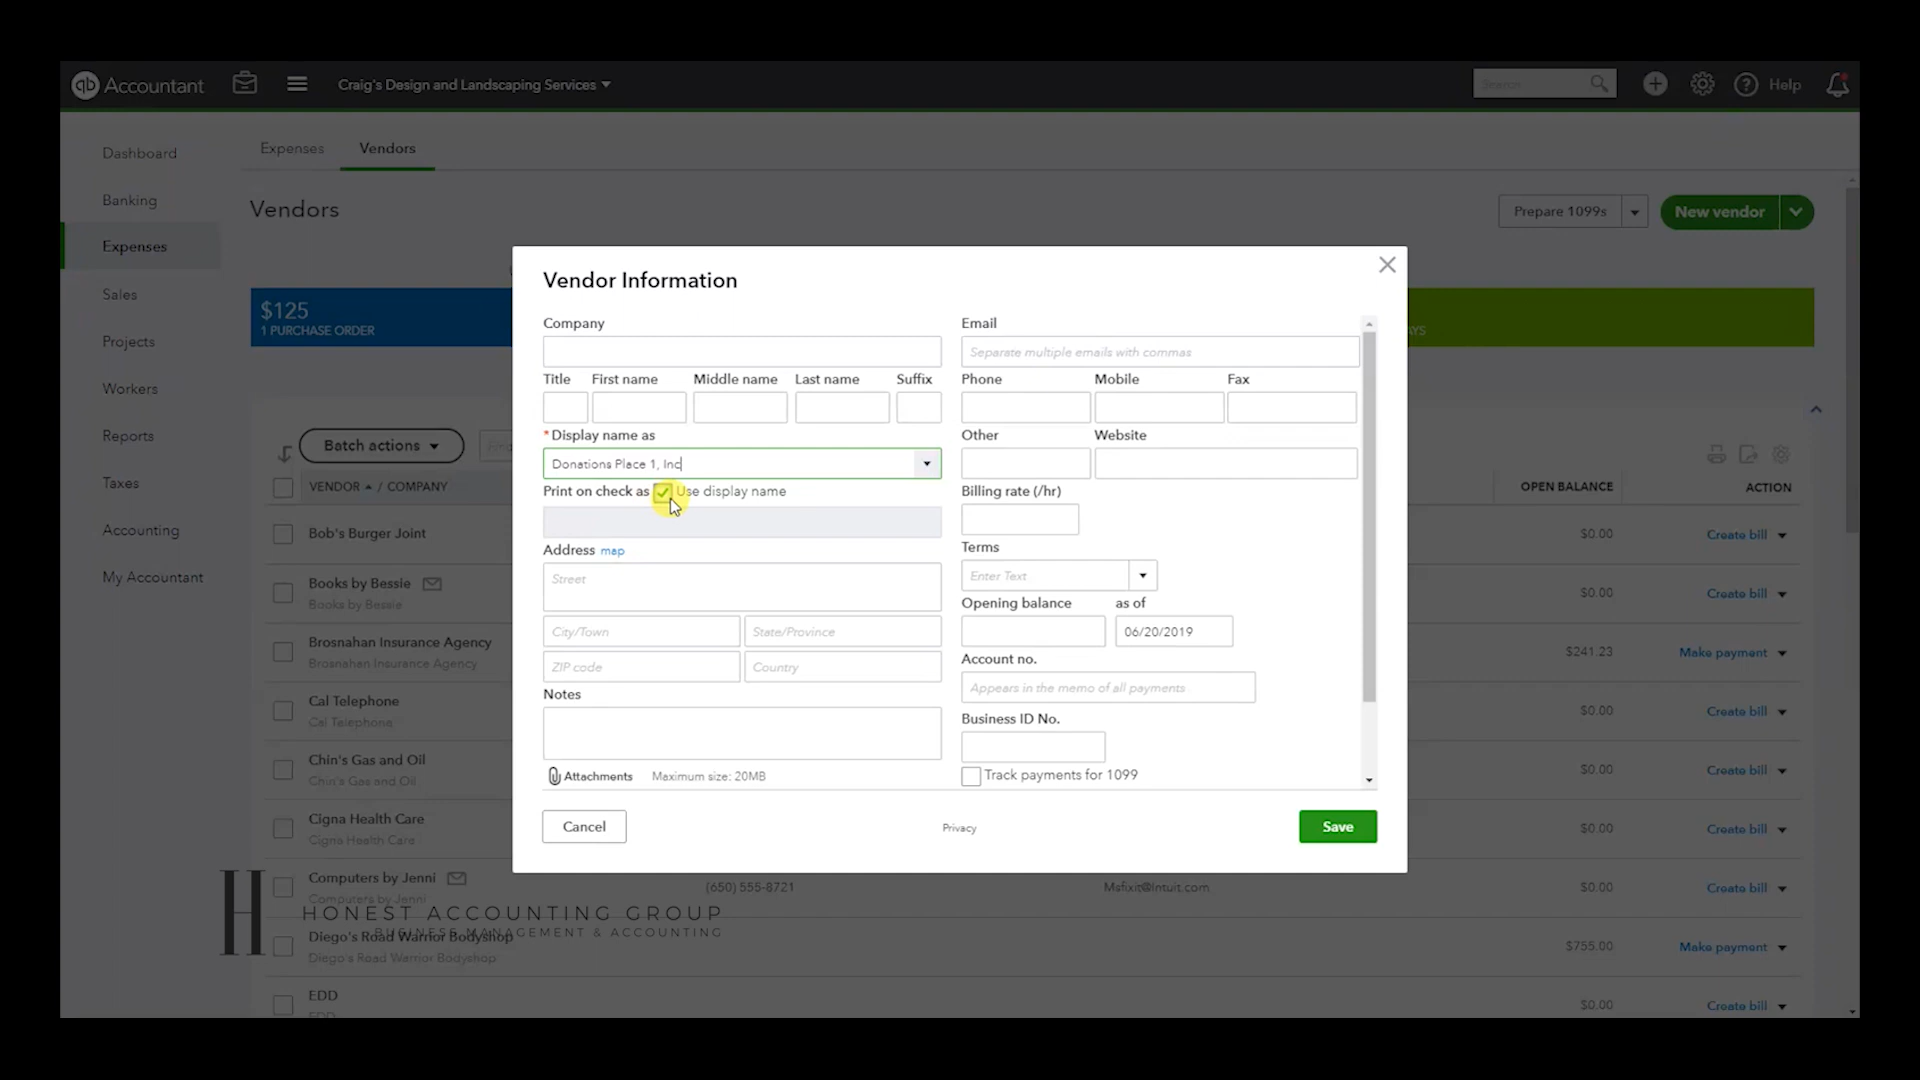 qb Accountant
Craig's Design and Landscaping Services
Search
Help
Dashboard
Banking
Expenses
Sales
Projects
Workers
Reports
Taxes
Accounting
My Accountant
Expenses Vendors
Vendors
Prepare 1099s
New vendor
$125
1 PURCHASE ORDER
AYS
Batch actions
Find
VENDOR / COMPANY
OPEN BALANCE
ACTION
Bob's Burger Joint
$0.00 Create bill
Books by Bessie
Books by Bessie
$0.00 Create bill
Brosnahan Insurance Agency
Brosnahan Insurance Agency
$241.23 Make payment
Cal Telephone
Cal Telephone
$0.00 Create bill
Chin's Gas and Oil
Chin's Gas and Oil
$0.00 Create bill
Cigna Health Care
Cigna Health Care
$0.00 Create bill
Computers by Jenni
Computers by Jenni
(650) 555-8721
Msfixit@Intuit.com
$0.00 Create bill
Diego's Road Warrior Bodyshop
Diego's Road Warrior Bodyshop
$755.00 Make payment
EDD
EDD
$0.00 Create bill
Vendor Information
Company
Title First name Middle name Last name Suffix
* Display name as
Donations Place 1, Inc
Print on check as Use display name
Address map
Street
City/Town State/Province
ZIP code Country
Notes
Attachments Maximum size: 20MB
Email
Separate multiple emails with commas
Phone Mobile Fax
Other Website
Billing rate (/hr)
Terms
Enter Text
Opening balance as of
06/20/2019
Account no.
Appears in the memo of all payments
Business ID No.
Track payments for 1099
Cancel
Privacy
Save
H
HONEST ACCOUNTING GROUP
BUSINESS MANAGEMENT & ACCOUNTING